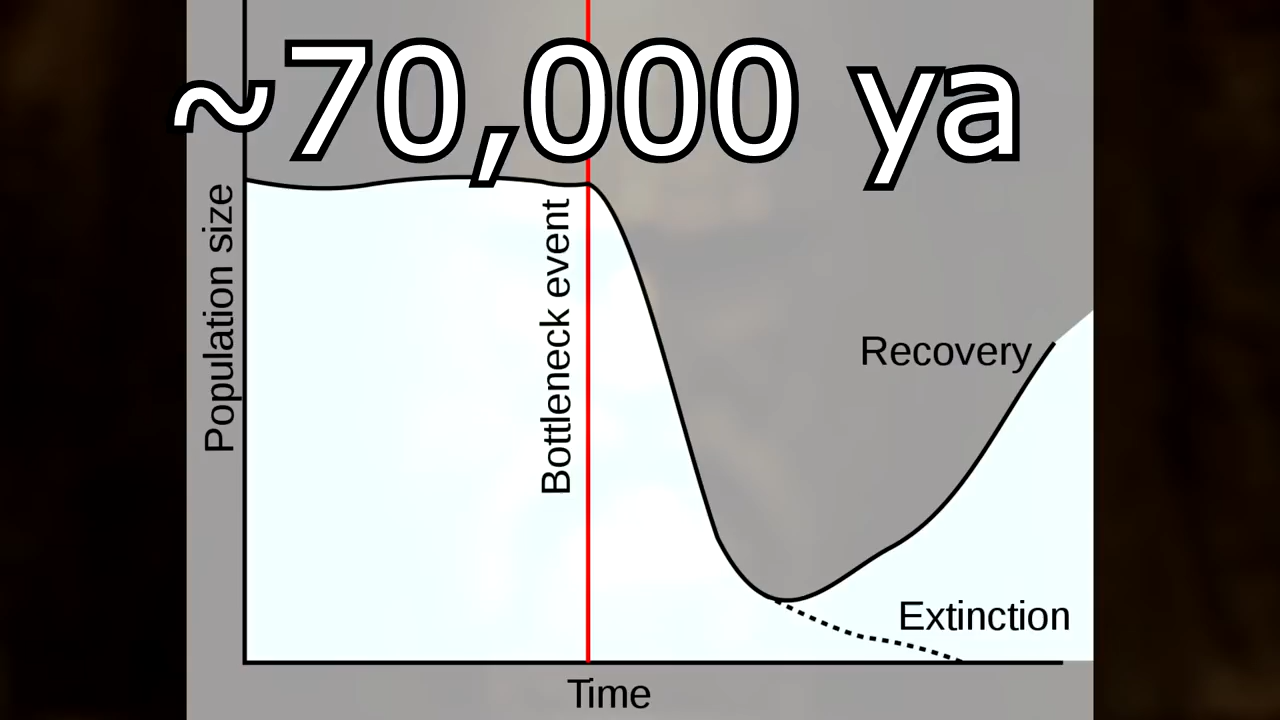 ~70,000 ya
Population size
Bottleneck event
Recovery
Extinction
Time